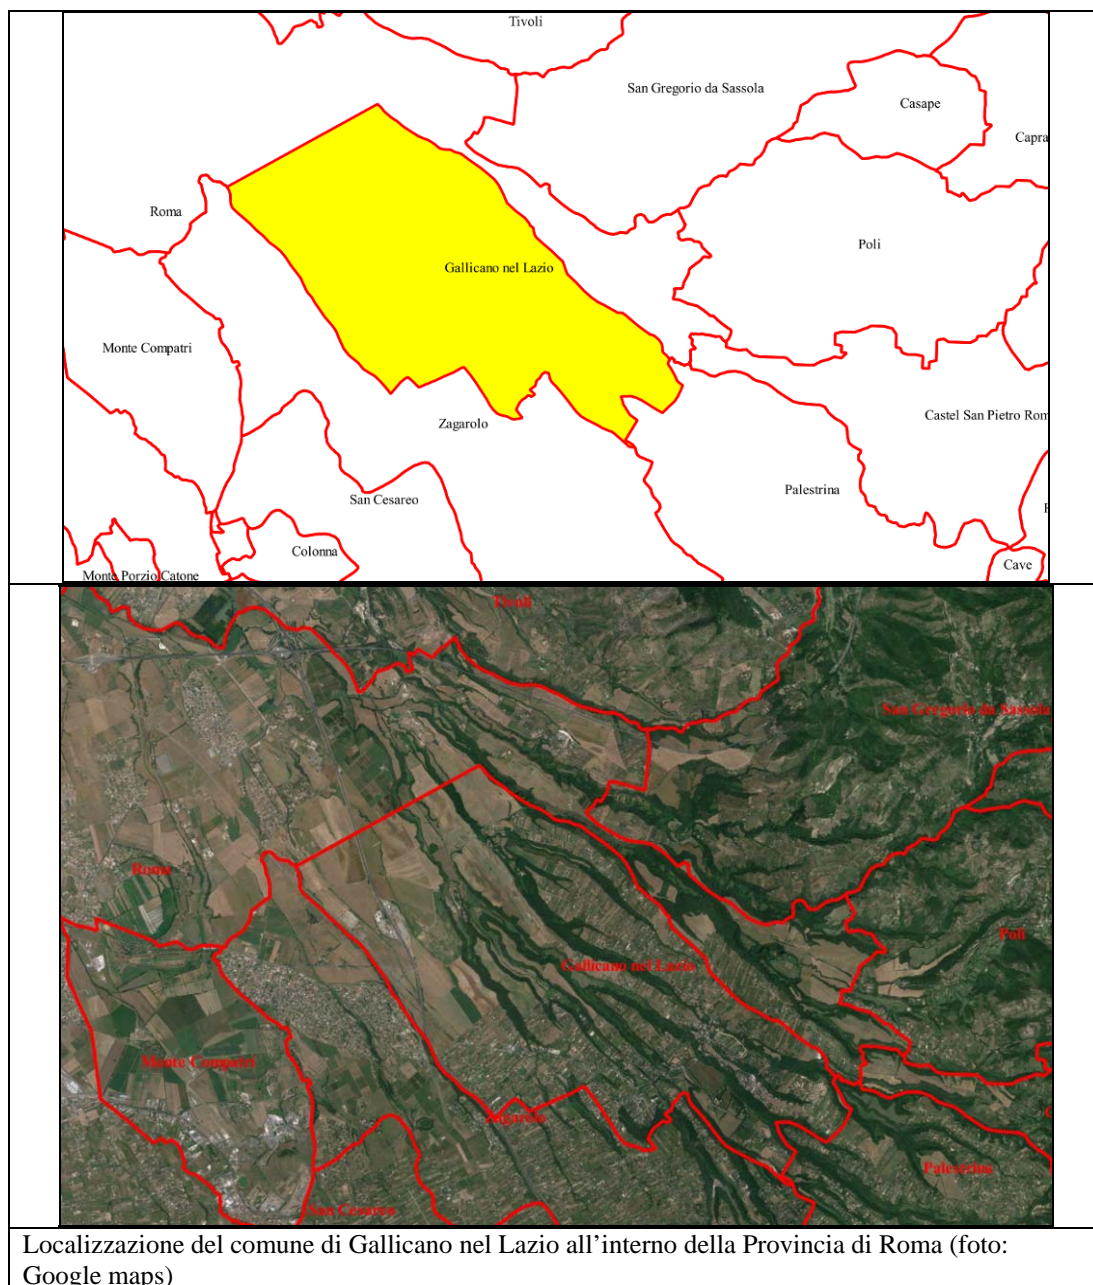 Tivoli
San Gregorio da Sassola
Casape
Capra
Roma
Poli
Gallicano nel Lazio
Monte Compatri
Castel San Pietro Rom
Zagarolo
Palestrina
San Cesareo
Colonna
Cave
Monte Porzio Catone
Tivoli
San Gregorio da Sassola
Roma
Poli
Gallicano nel Lazio
Monte Compatri
Zagarolo
Palestrina
San Cesareo
Localizzazione del comune di Gallicano nel Lazio all’interno della Provincia di Roma (foto:
Google maps)